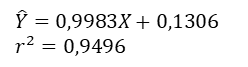 Ŷ = 0,9983X + 0,1306
r² = 0,9496